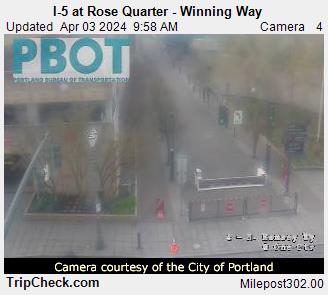 I-5 at Rose Quarter - Winning Way
Updated Apr 03 2024 9:58 AM Camera 4
PBOT
PORTLAND BUREAU OF TRANSPORTATION
Camera courtesy of the City of Portland
TripCheck.com Milepost302.00